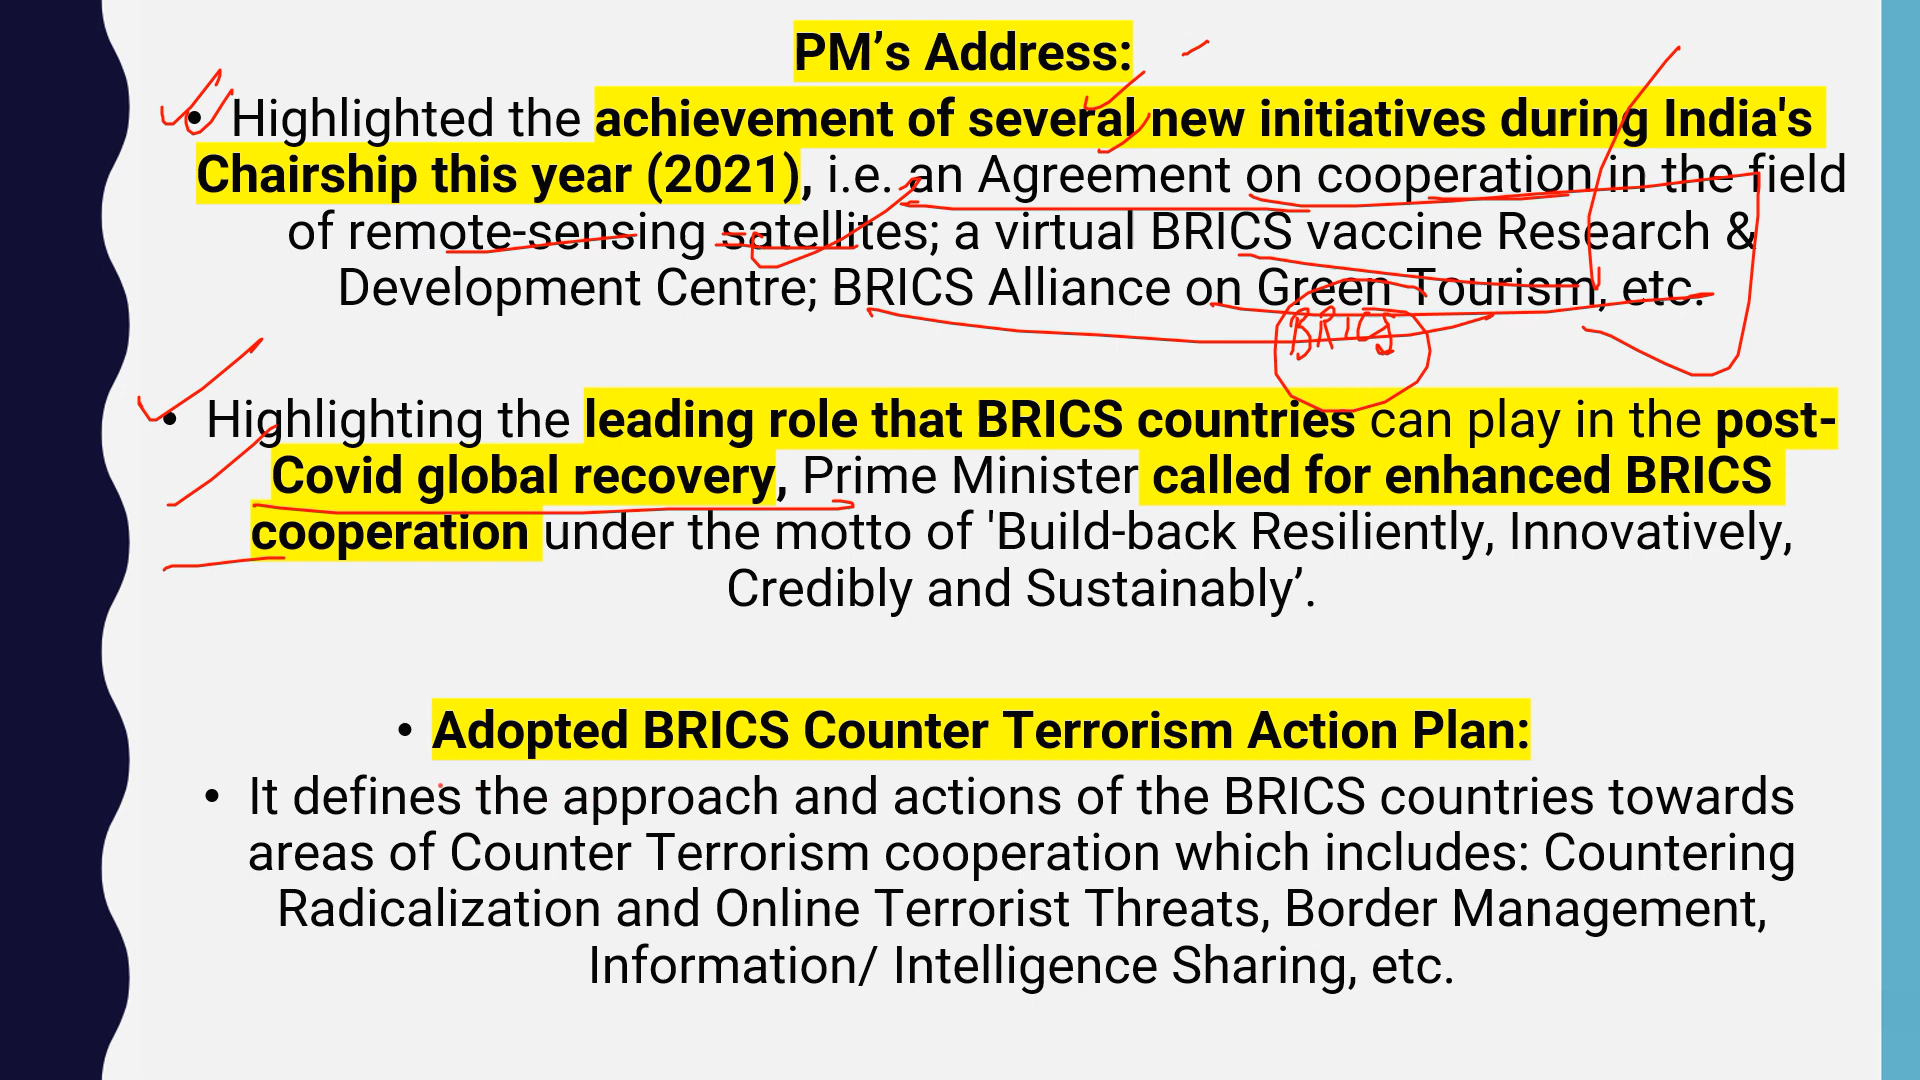 PM’s Address:
• Highlighted the achievement of several new initiatives during India's
Chairship this year (2021), i.e. an Agreement on cooperation in the field
of remote-sensing satellites; a virtual BRICS vaccine Research &
Development Centre; BRICS Alliance on Green Tourism, etc.
BRICS
• Highlighting the leading role that BRICS countries can play in the post-
Covid global recovery, Prime Minister called for enhanced BRICS
cooperation under the motto of 'Build-back Resiliently, Innovatively,
Credibly and Sustainably’.
• Adopted BRICS Counter Terrorism Action Plan:
• It defines the approach and actions of the BRICS countries towards
areas of Counter Terrorism cooperation which includes: Countering
Radicalization and Online Terrorist Threats, Border Management,
Information/ Intelligence Sharing, etc.